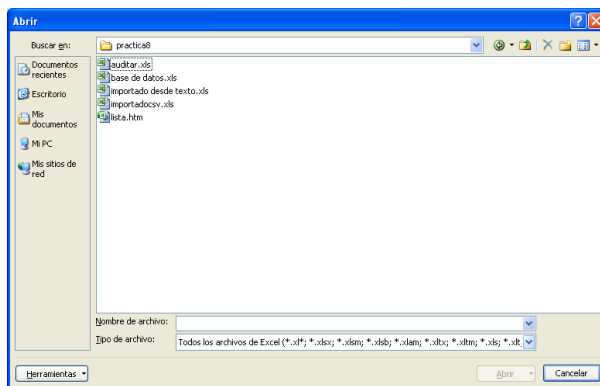 Abrir
Buscar en:
practica8
Documentos recientes
Escritorio
Mis documentos
Mi PC
Mis sitios de red
auditar.xls
base de datos.xls
importado desde texto.xls
importadocsv.xls
lista.htm
Nombre de archivo:
Tipo de archivo:
Todos los archivos de Excel (*.xl*; *.xlsx; *.xlsm; *.xlsb; *.xlam; *.xltx; *.xltm; *.xls; *.xlt
Herramientas
Abrir
Cancelar